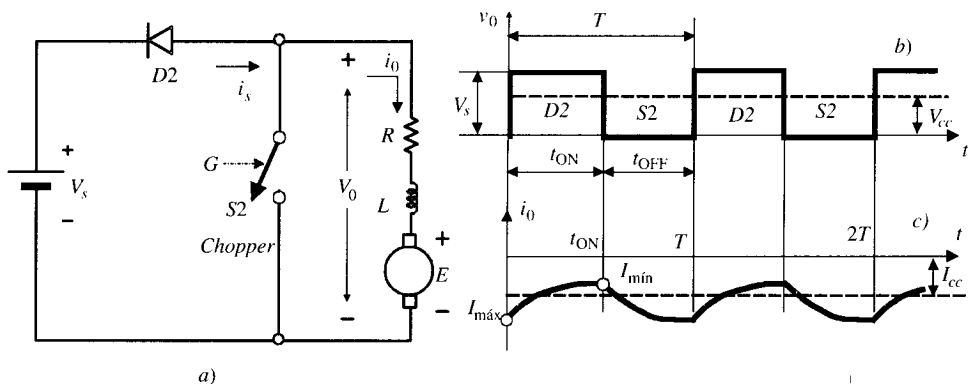 D2
i_s
+
i_0
R
+
V_s
−
G
S2
Chopper
V_0
L
+
E
−
−
a)
v_0
T
b)
V_s
D2
S2
D2
S2
V_cc
t
t_ON
t_OFF
i_0
t_ON
T
2T
c)
t
I_mín
I_cc
I_máx